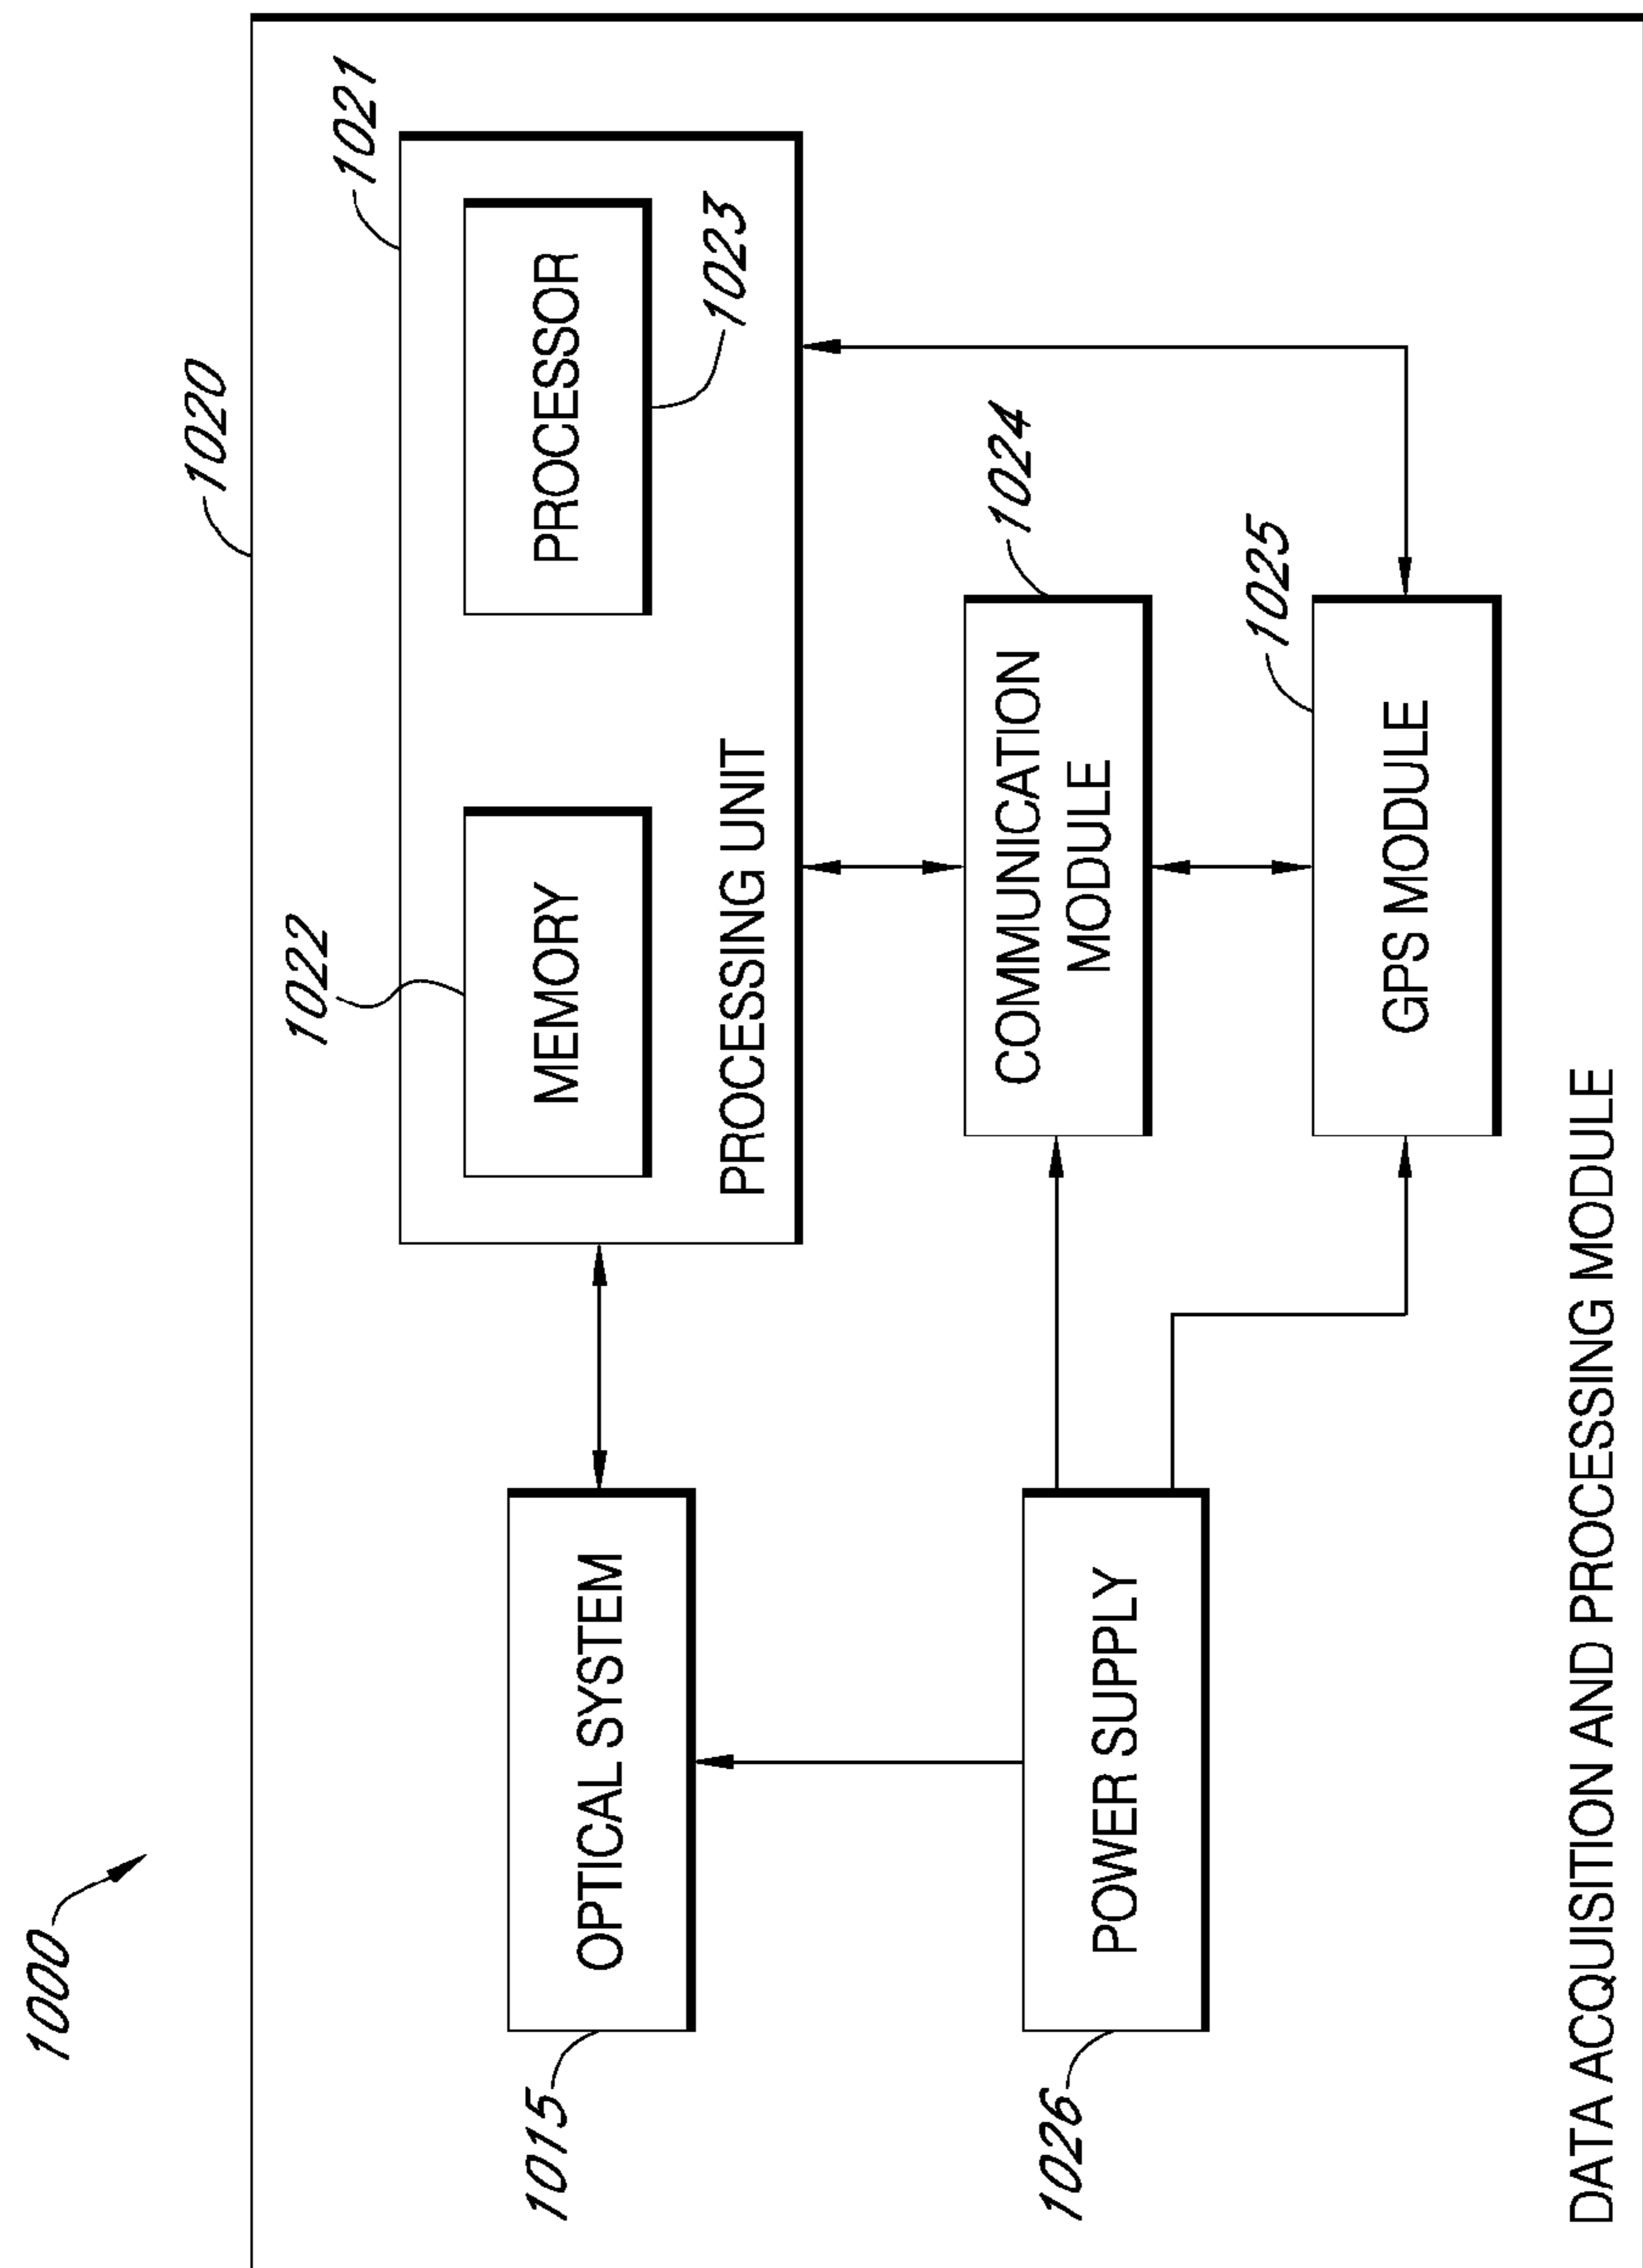 1000
1020
1021
1022
MEMORY
PROCESSOR
1023
PROCESSING UNIT
OPTICAL SYSTEM
1015
COMMUNICATION
MODULE
1024
POWER SUPPLY
1026
GPS MODULE
1025
DATA ACQUISITION AND PROCESSING MODULE